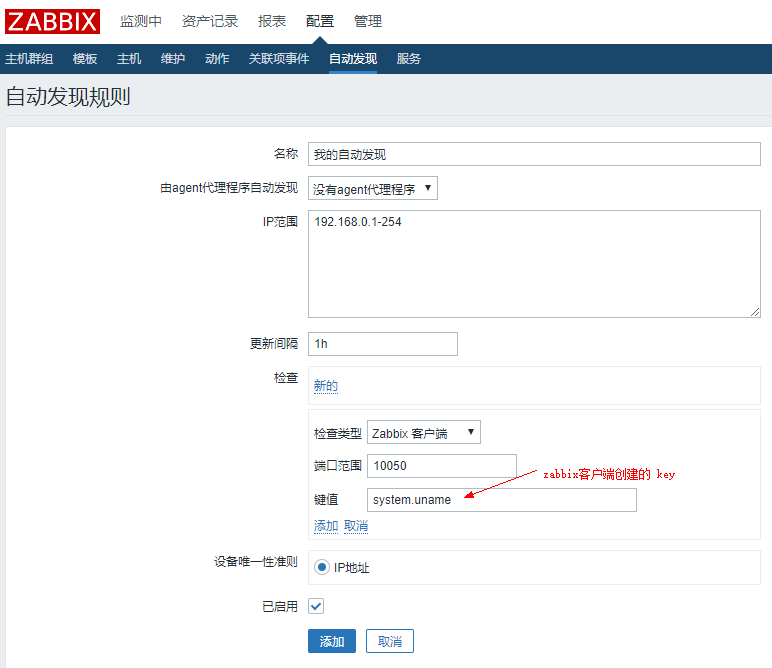 ZABBIX 监测中 资产记录 报表 配置 管理
主机群组 模板 主机 维护 动作 关联项事件 自动发现 服务
自动发现规则
名称 我的自动发现
由agent代理程序自动发现 没有agent代理程序
IP范围 192.168.0.1-254
更新间隔 1h
检查 新的
检查类型 Zabbix 客户端
端口范围 10050
zabbix客户端创建的 key
键值 system.uname
添加 取消
设备唯一性准则 IP地址
已启用
添加 取消